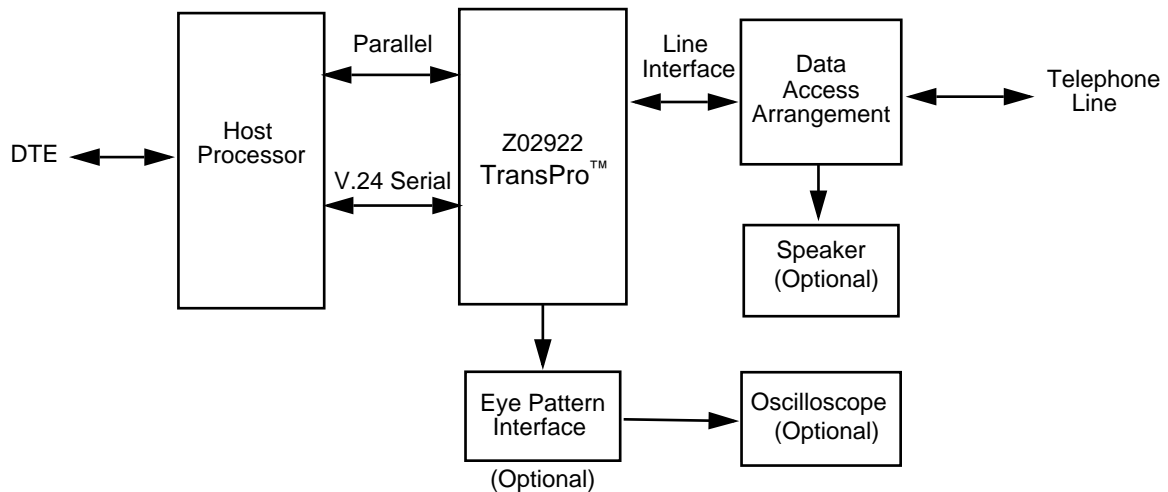 DTE
Host
Processor
Parallel
V.24 Serial
Z02922
TransPro™
Line
Interface
Data
Access
Arrangement
Telephone
Line
Speaker
(Optional)
Eye Pattern
Interface
(Optional)
Oscilloscope
(Optional)